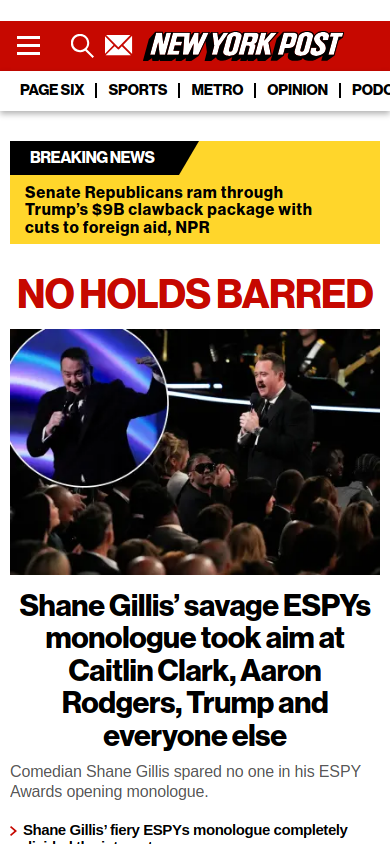 NEW YORK POST
PAGE SIX | SPORTS | METRO | OPINION |
BREAKING NEWS
Senate Republicans ram through
Trump’s $9B clawback package with
cuts to foreign aid, NPR
NO HOLDS BARRED
Shane Gillis’ savage ESPYs
monologue took aim at
Caitlin Clark, Aaron
Rodgers, Trump and
everyone else
Comedian Shane Gillis spared no one in his ESPY
Awards opening monologue.
Shane Gillis’ fiery ESPYs monologue completely